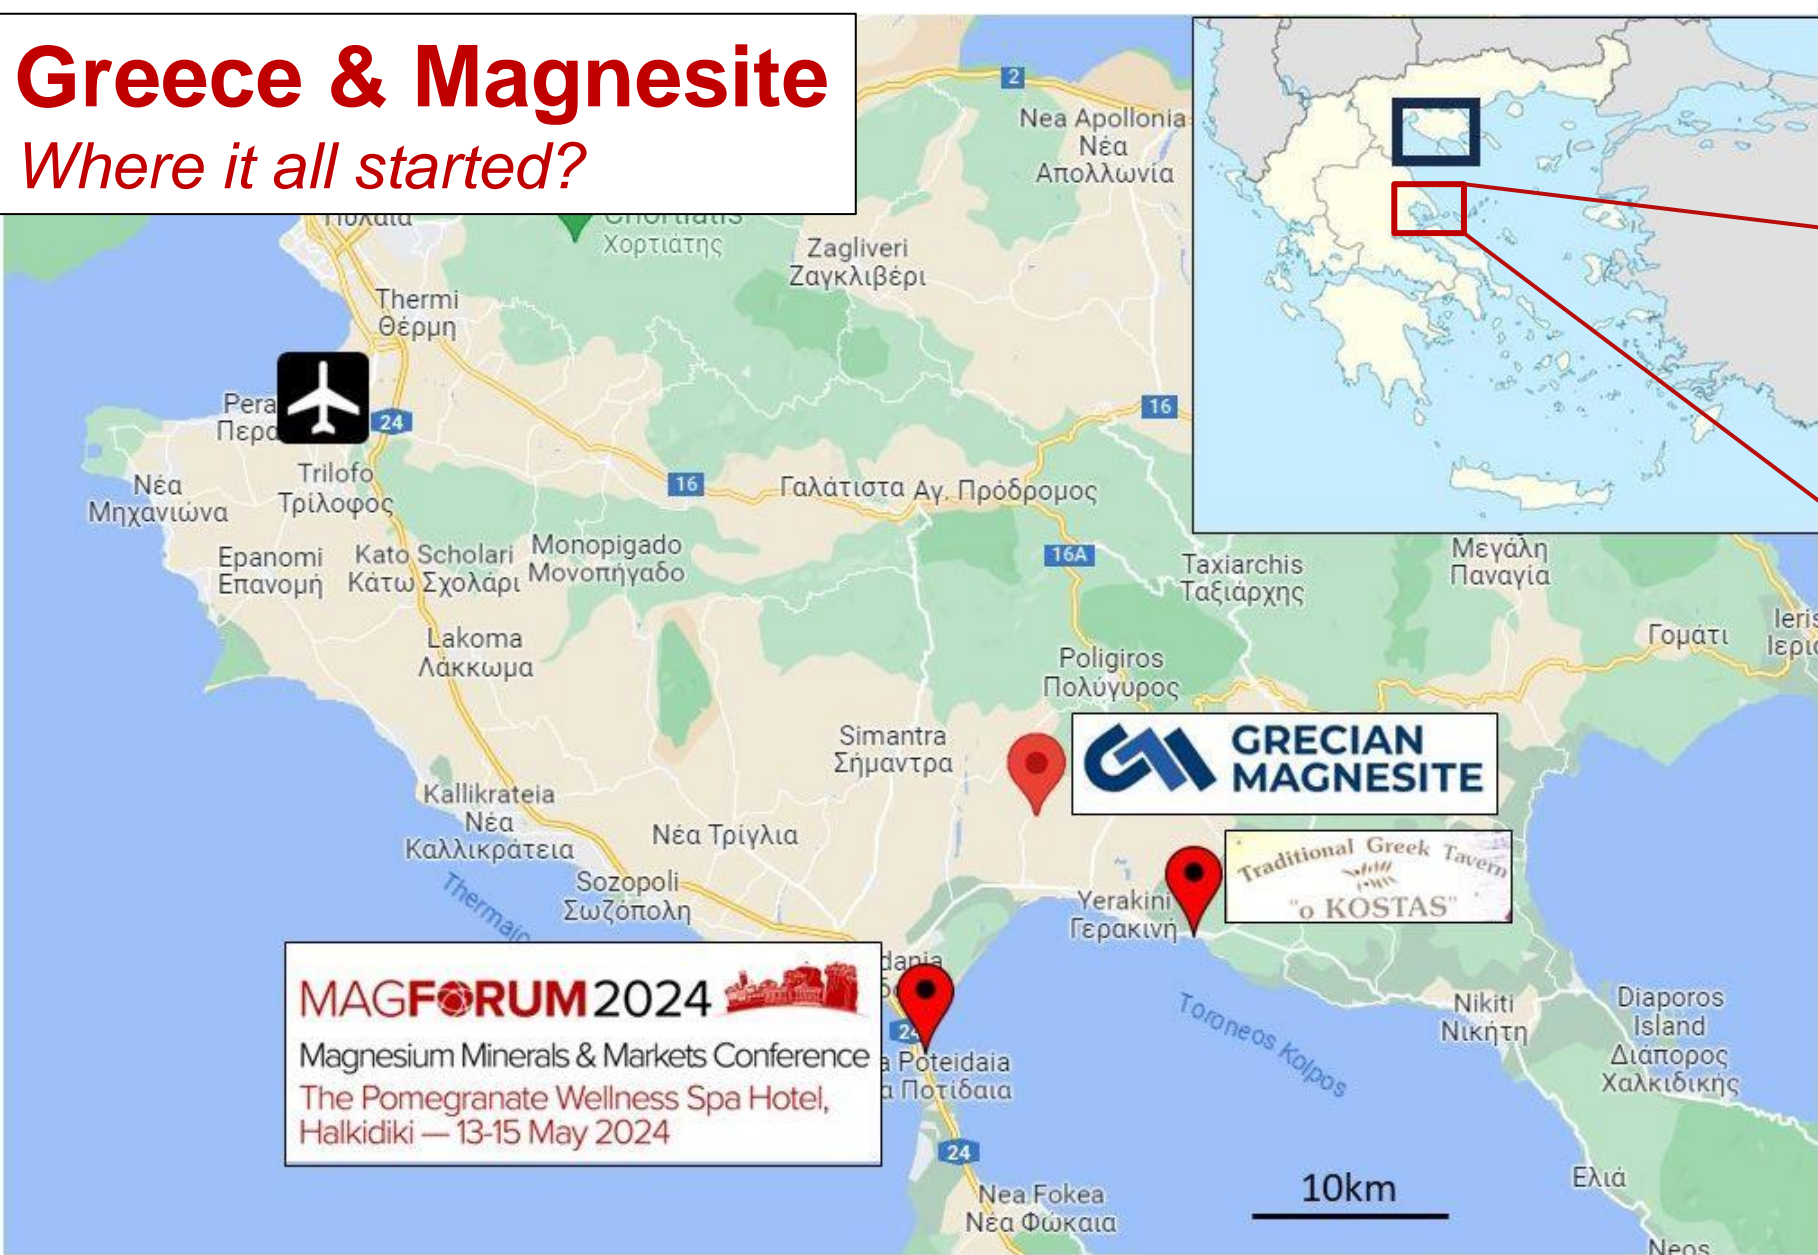 Greece & Magnesite
Where it all started?
2
Nea Apollonia
Νέα
Απολλωνία
Χορτιάτης
Zagliveri
Ζαγκλιβέρι
Thermi
Θέρμη
24
16
Νέα
Μηχανιώνα
Trilofo
Τρίλοφος
16
Γαλάτιστα
Αγ. Πρόδρομος
Epanomi
Επανομή
Kato Scholari
Κάτω Σχολάρι
Monopigado
Μονοπήγαδο
16A
Taxiarchis
Ταξιάρχης
Μεγάλη
Παναγία
Lakoma
Λάκκωμα
Γομάτι
Poligiros
Πολύγυρος
Simantra
Σήμαντρα
GRECIAN
MAGNESITE
Kallikrateia
Νέα
Καλλικράτεια
Νέα Τρίγλια
Traditional Greek Tavern
"o KOSTAS"
Sozopoli
Σωζόπολη
Yerakini
Γερακινή
MAGFORUM 2024
Magnesium Minerals & Markets Conference
The Pomegranate Wellness Spa Hotel,
Halkidiki — 13-15 May 2024
24
Poteidaia
Ποτίδαια
Toroneos Kolpos
Nikiti
Νικήτη
Diaporos
Island
Διάπορος
Χαλκιδικής
24
Nea Fokea
Νέα Φώκαια
10km
Ελιά
Neos